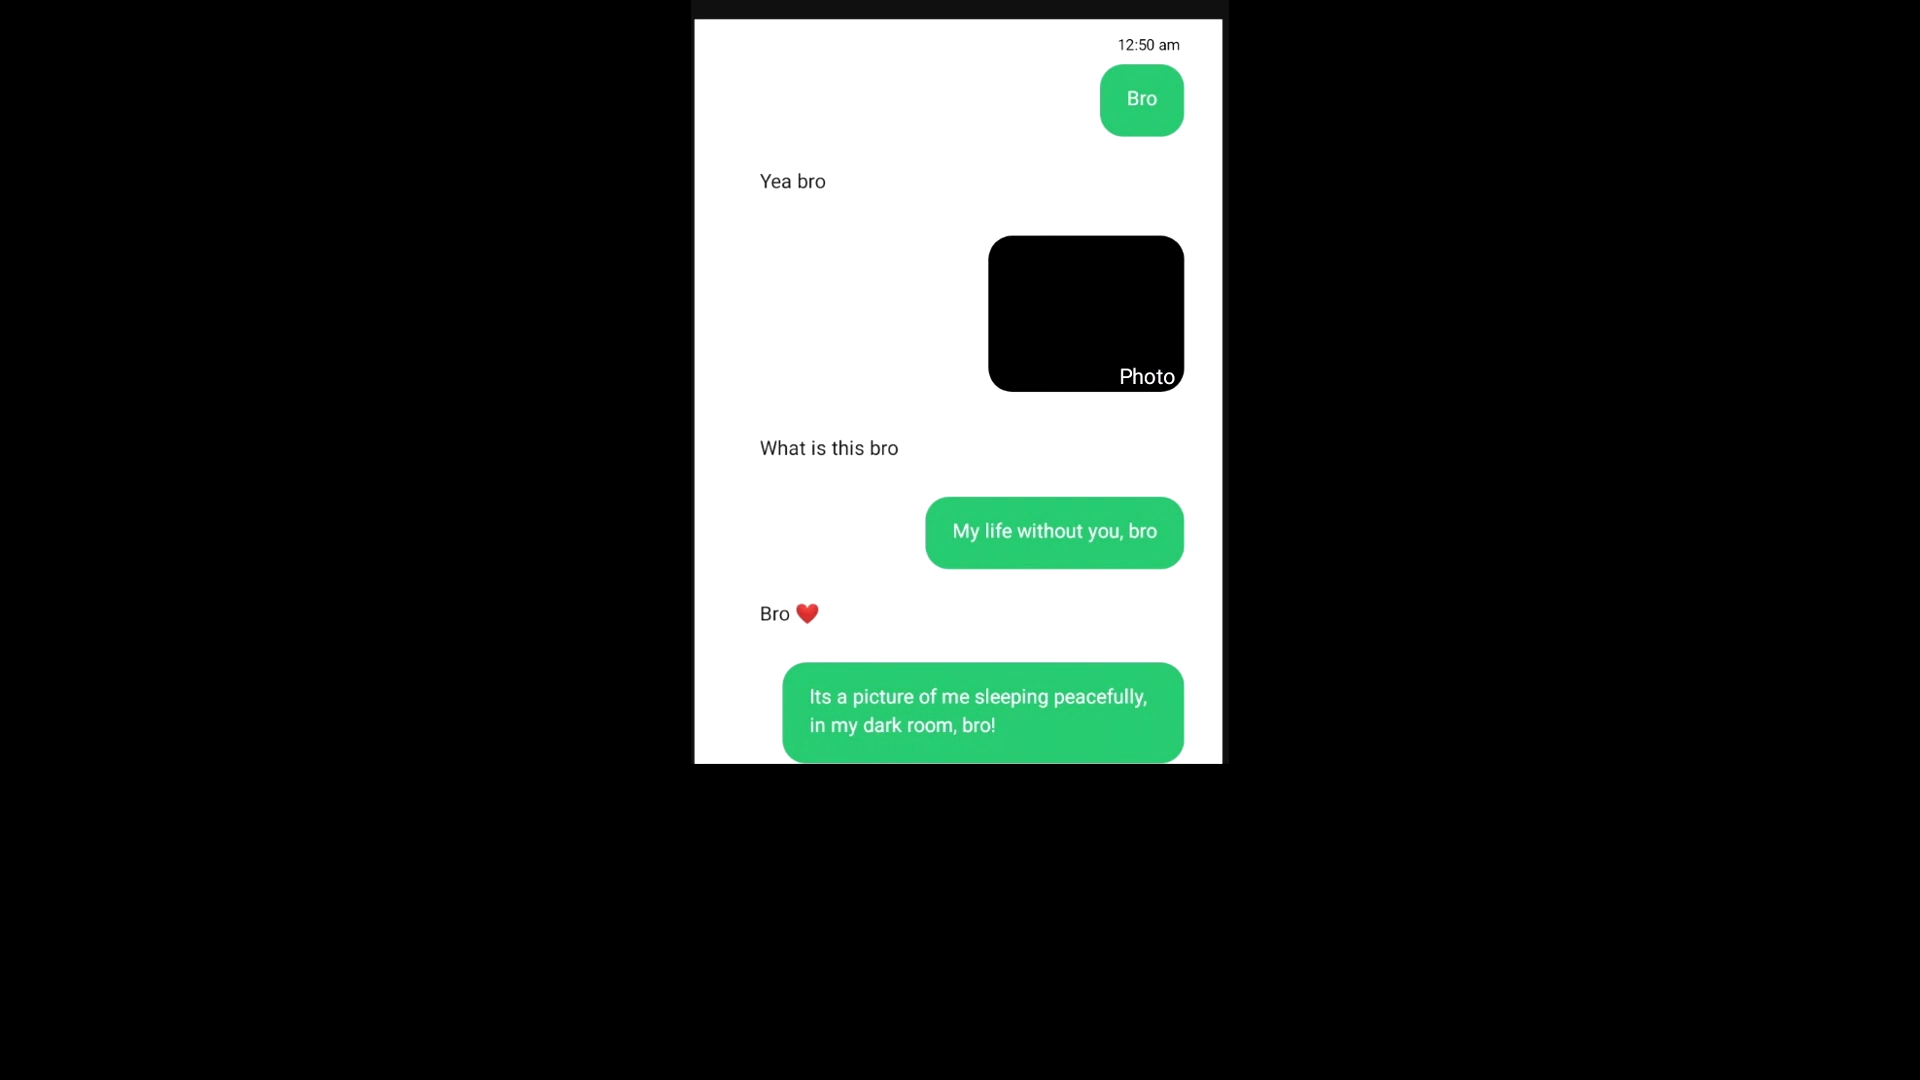 12:50 am
Bro
Yea bro
Photo
What is this bro
My life without you, bro
Bro ❤️
Its a picture of me sleeping peacefully,
in my dark room, bro!